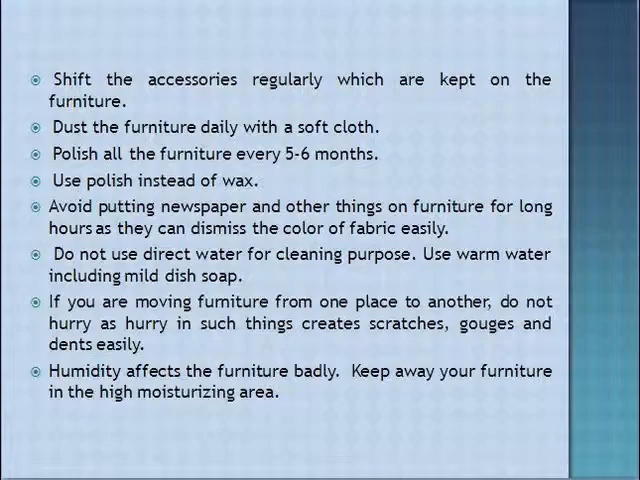 Shift the accessories regularly which are kept on the
furniture.
Dust the furniture daily with a soft cloth.
Polish all the furniture every 5-6 months.
Use polish instead of wax.
Avoid putting newspaper and other things on furniture for long
hours as they can dismiss the color of fabric easily.
Do not use direct water for cleaning purpose. Use warm water
including mild dish soap.
If you are moving furniture from one place to another, do not
hurry as hurry in such things creates scratches, gouges and
dents easily.
Humidity affects the furniture badly. Keep away your furniture
in the high moisturizing area.